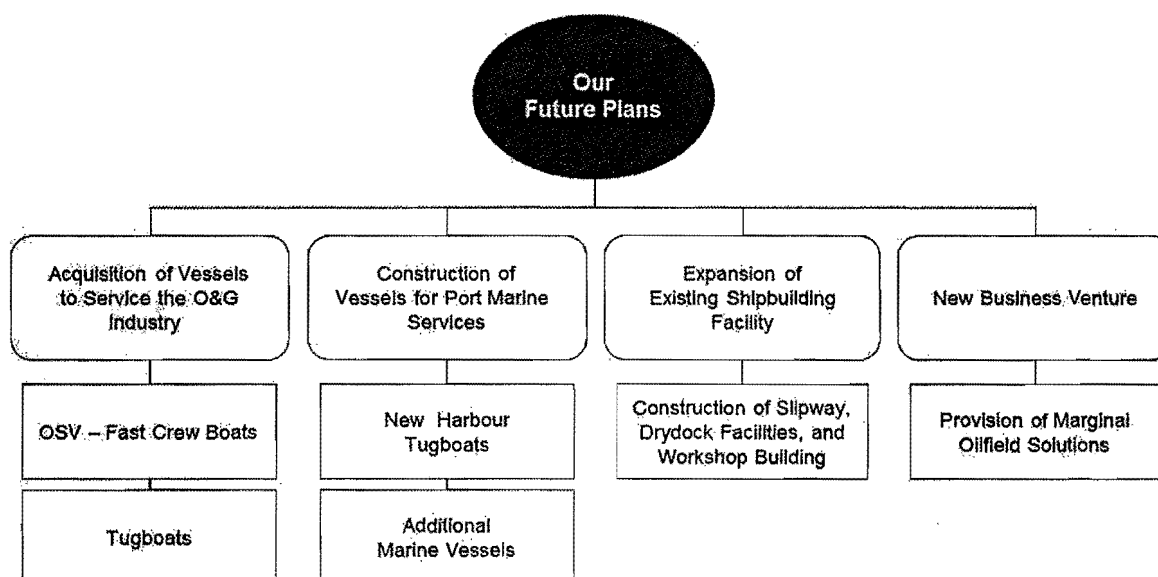 Our
Future Plans
Acquisition of Vessels
to Service the O&G
Industry
Construction of
Vessels for Port Marine
Services
Expansion of
Existing Shipbuilding
Facility
New Business Venture
OSV – Fast Crew Boats
New Harbour
Tugboats
Construction of Slipway,
Drydock Facilities, and
Workshop Building
Provision of Marginal
Oilfield Solutions
Tugboats
Additional
Marine Vessels